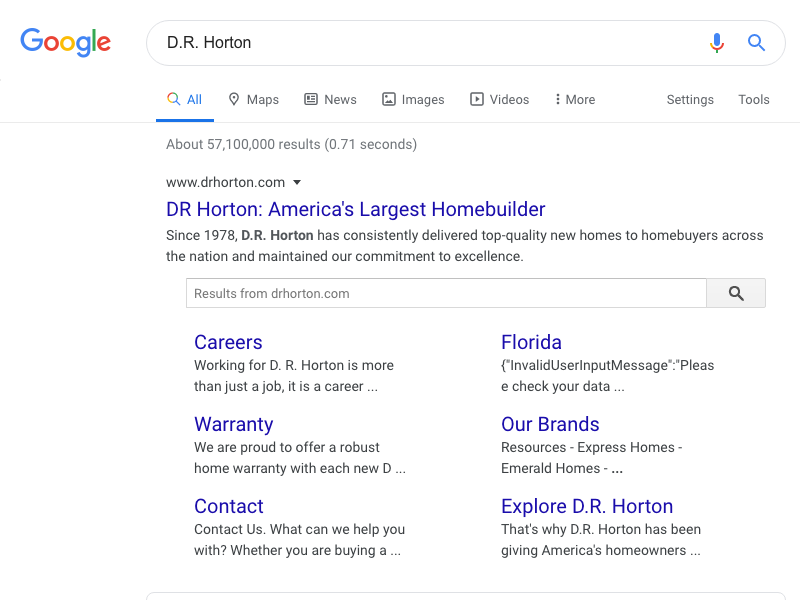 Google
D.R. Horton
All Maps News Images Videos More Settings Tools
About 57,100,000 results (0.71 seconds)
www.drhorton.com
DR Horton: America's Largest Homebuilder
Since 1978, D.R. Horton has consistently delivered top-quality new homes to homebuyers across
the nation and maintained our commitment to excellence.
Results from drhorton.com
Careers
Working for D. R. Horton is more
than just a job, it is a career ...
Florida
{"InvalidUserInputMessage":"Pleas
e check your data ...
Warranty
We are proud to offer a robust
home warranty with each new D ...
Our Brands
Resources - Express Homes -
Emerald Homes - ...
Contact
Contact Us. What can we help you
with? Whether you are buying a ...
Explore D.R. Horton
That's why D.R. Horton has been
giving America's homeowners ...